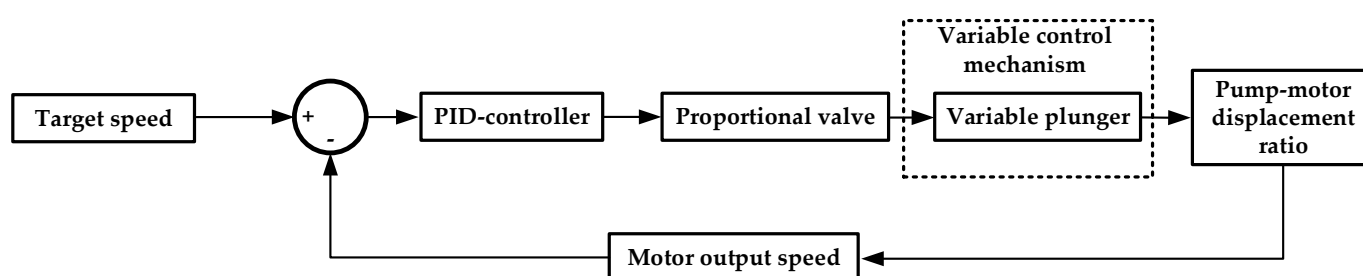 Target speed
+
-
PID-controller
Proportional valve
Variable control
mechanism
Variable plunger
Pump-motor
displacement
ratio
Motor output speed